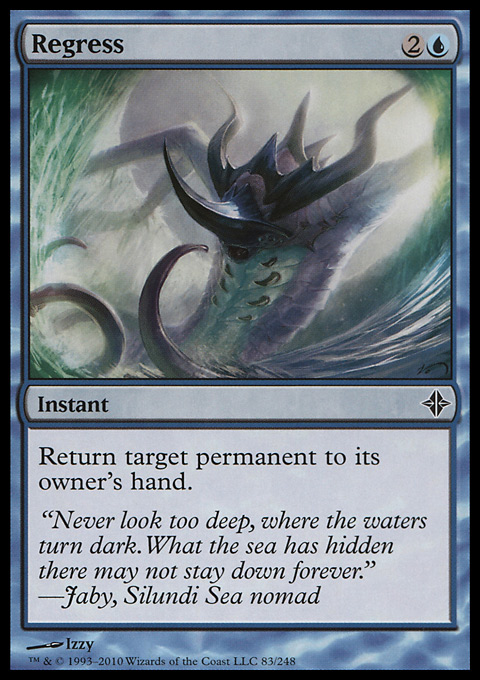 Regress 2
Instant
Return target permanent to its
owner's hand.
“Never look too deep, where the waters
turn dark. What the sea has hidden
there may not stay down forever.”
—Jaby, Silundi Sea nomad
Izzy
™ & © 1993–2010 Wizards of the Coast LLC 83/248